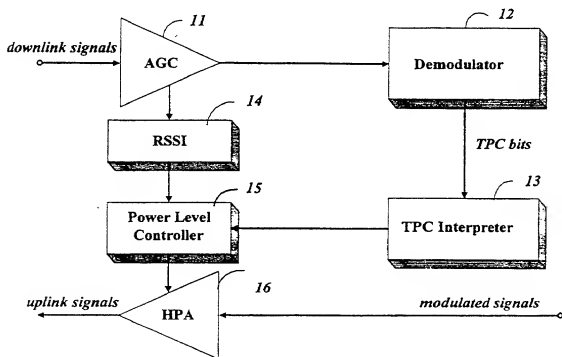 11
12
downlink signals
AGC
Demodulator
14
RSSI
TPC bits
15
13
Power Level
Controller
TPC Interpreter
16
uplink signals
HPA
modulated signals